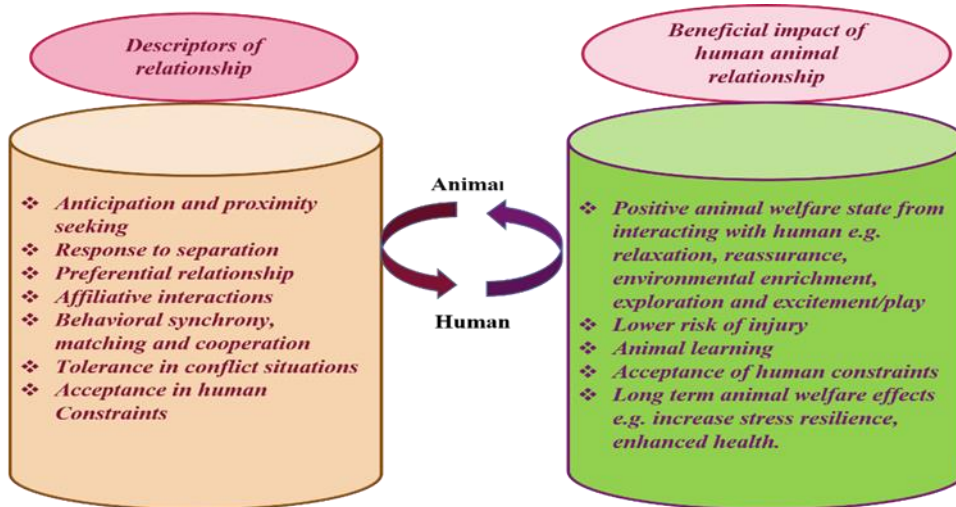 Descriptors of
relationship
❖ Anticipation and proximity
seeking
❖ Response to separation
❖ Preferential relationship
❖ Affiliative interactions
❖ Behavioral synchrony,
matching and cooperation
❖ Tolerance in conflict situations
❖ Acceptance in human
Constraints
Animal
Human
Beneficial impact of
human animal
relationship
❖ Positive animal welfare state from
interacting with human e.g.
relaxation, reassurance,
environmental enrichment,
exploration and excitement/play
❖ Lower risk of injury
❖ Animal learning
❖ Acceptance of human constraints
❖ Long term animal welfare effects
e.g. increase stress resilience,
enhanced health.